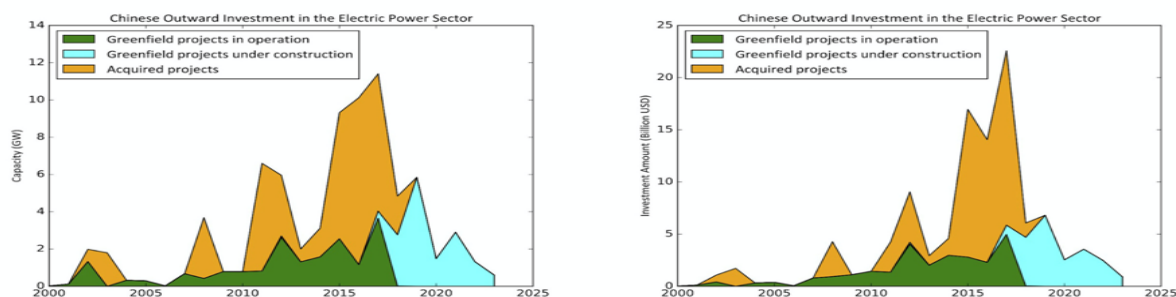 Chinese Outward Investment in the Electric Power Sector
14
12
10
8
6
4
2
0
Capacity (GW)
Greenfield projects in operation
Greenfield projects under construction
Acquired projects
2000 2005 2010 2015 2020 2025
Chinese Outward Investment in the Electric Power Sector
25
20
15
10
5
0
Investment Amount (Billion USD)
Greenfield projects in operation
Greenfield projects under construction
Acquired projects
2000 2005 2010 2015 2020 2025